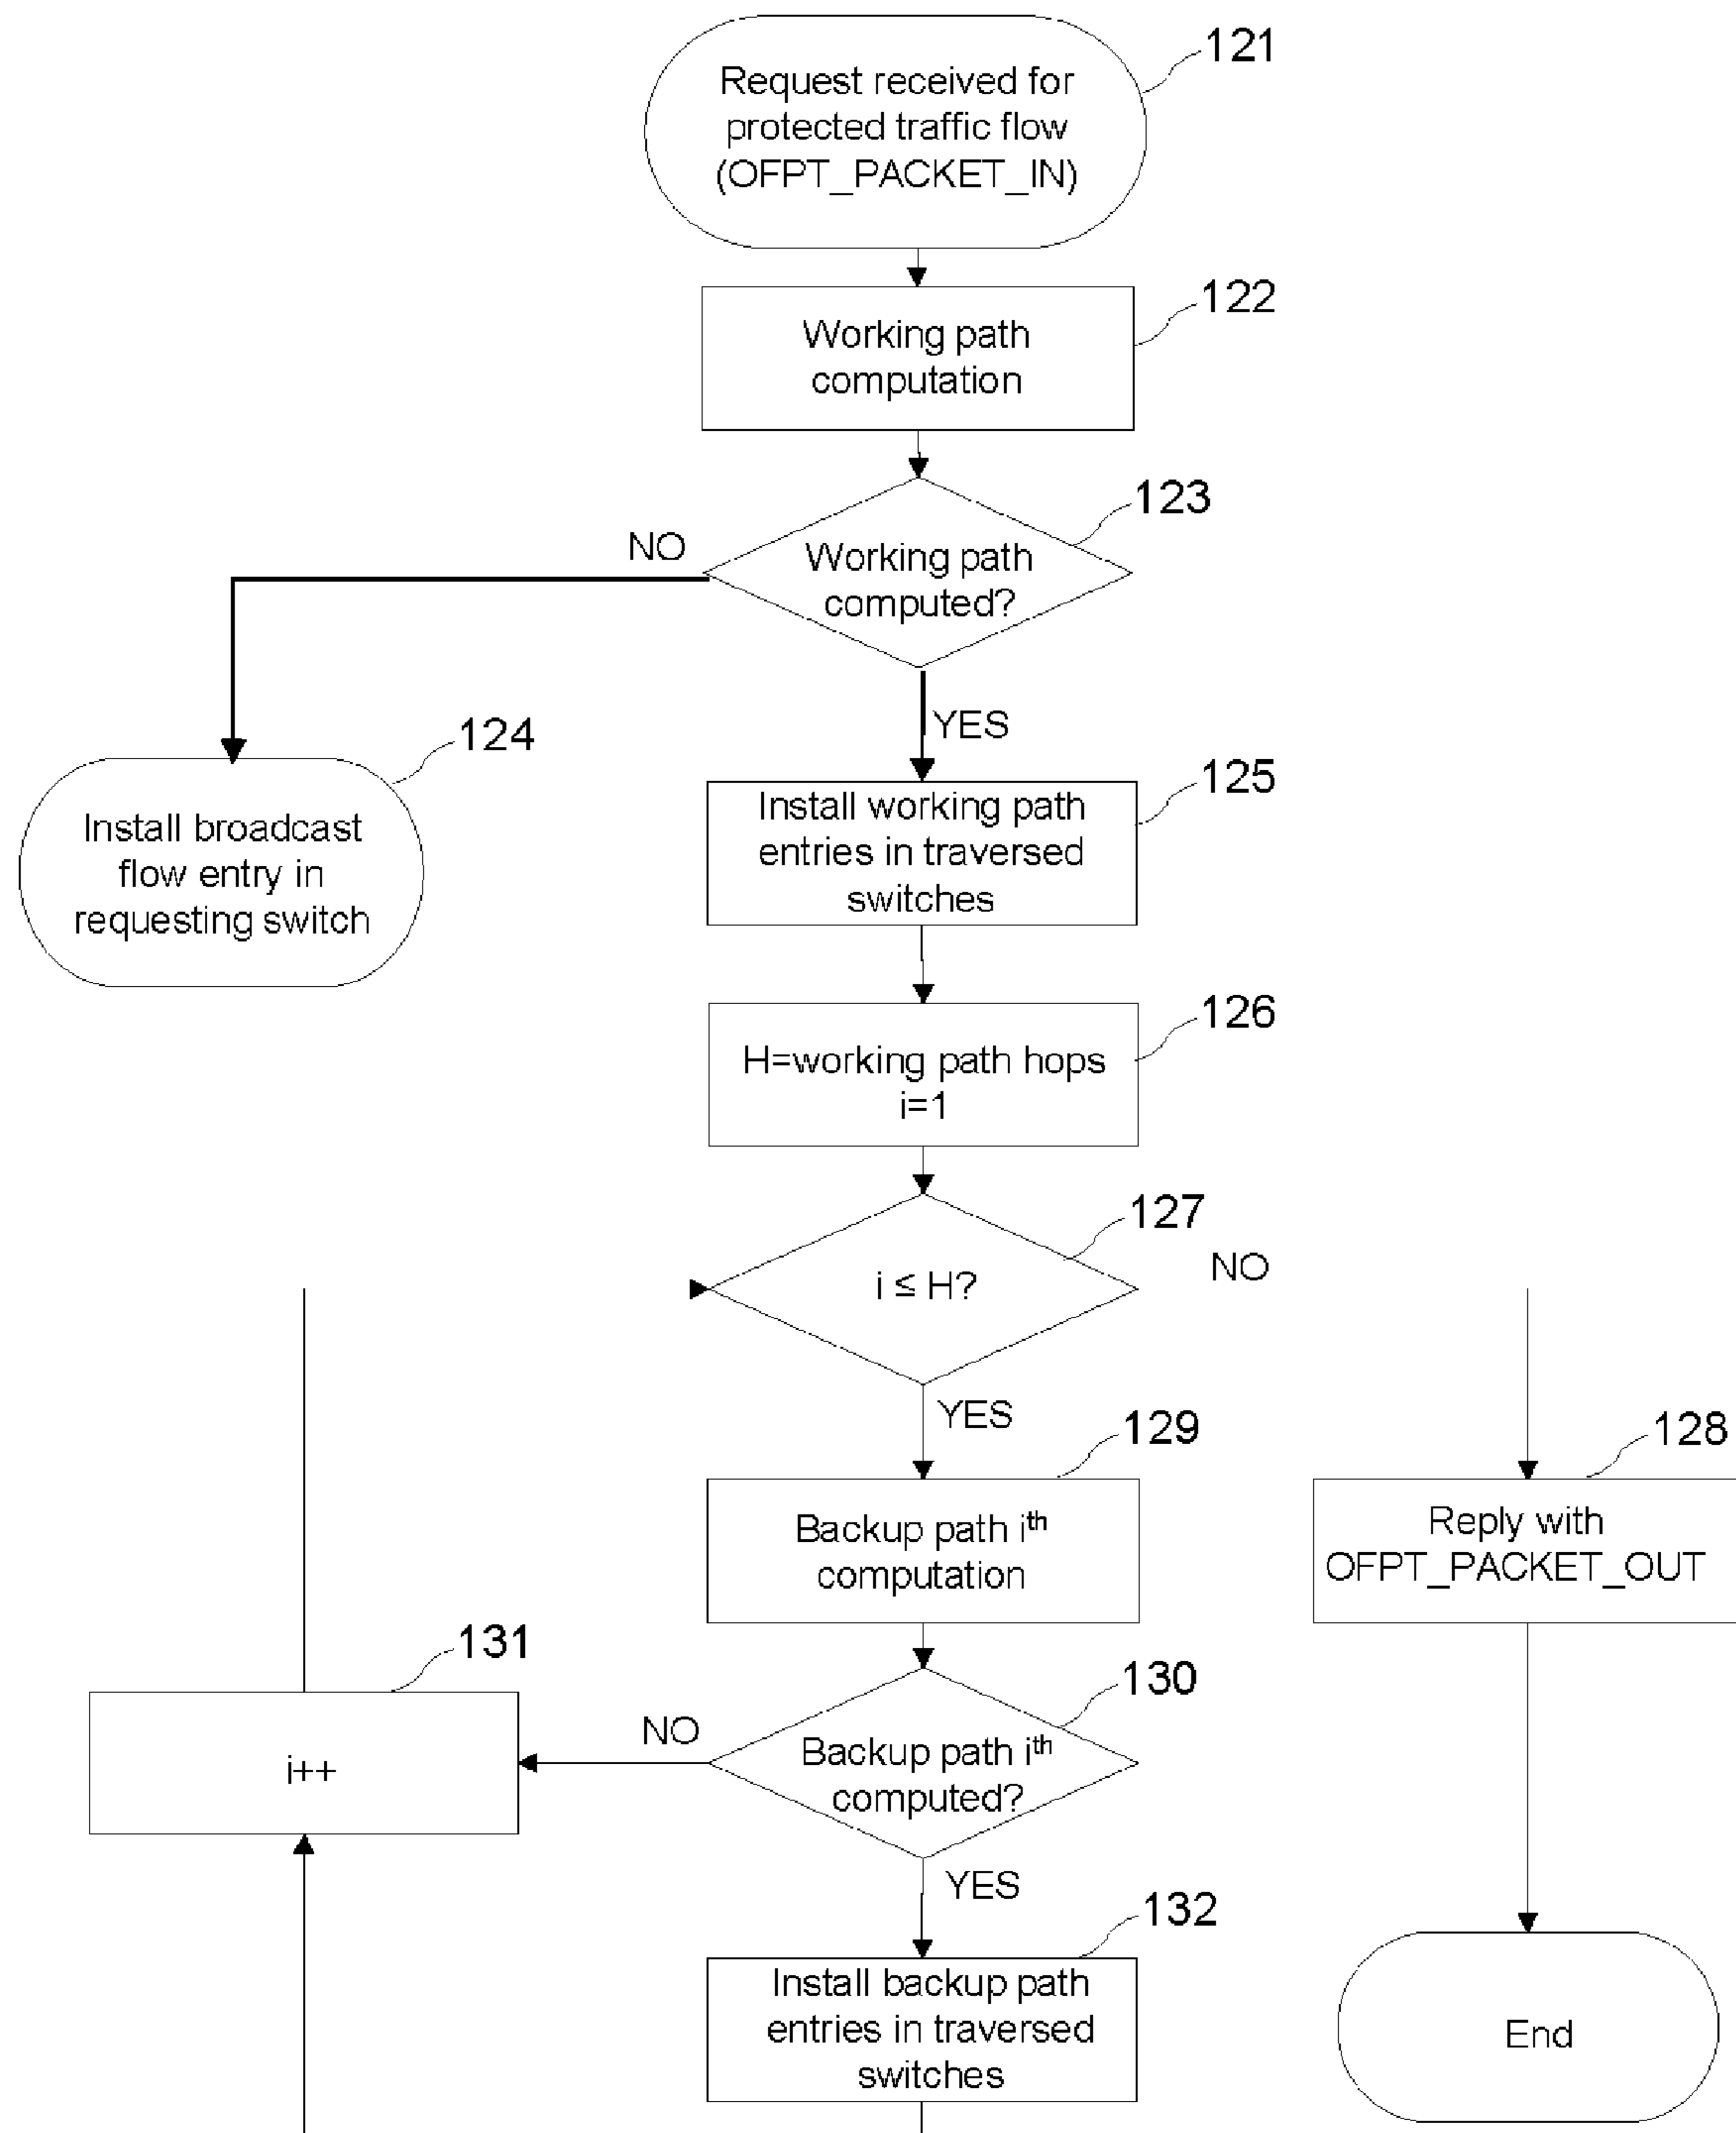 121
Request received for
protected traffic flow
(OFPT_PACKET_IN)
122
Working path
computation
123
NO
Working path
computed?
YES
124
Install broadcast
flow entry in
requesting switch
125
Install working path
entries in traversed
switches
126
H=working path hops
i=1
127
NO
i ≤ H?
YES
129
128
Backup path ith
computation
Reply with
OFPT_PACKET_OUT
131
130
i++
NO
Backup path ith
computed?
YES
132
Install backup path
entries in traversed
switches
End